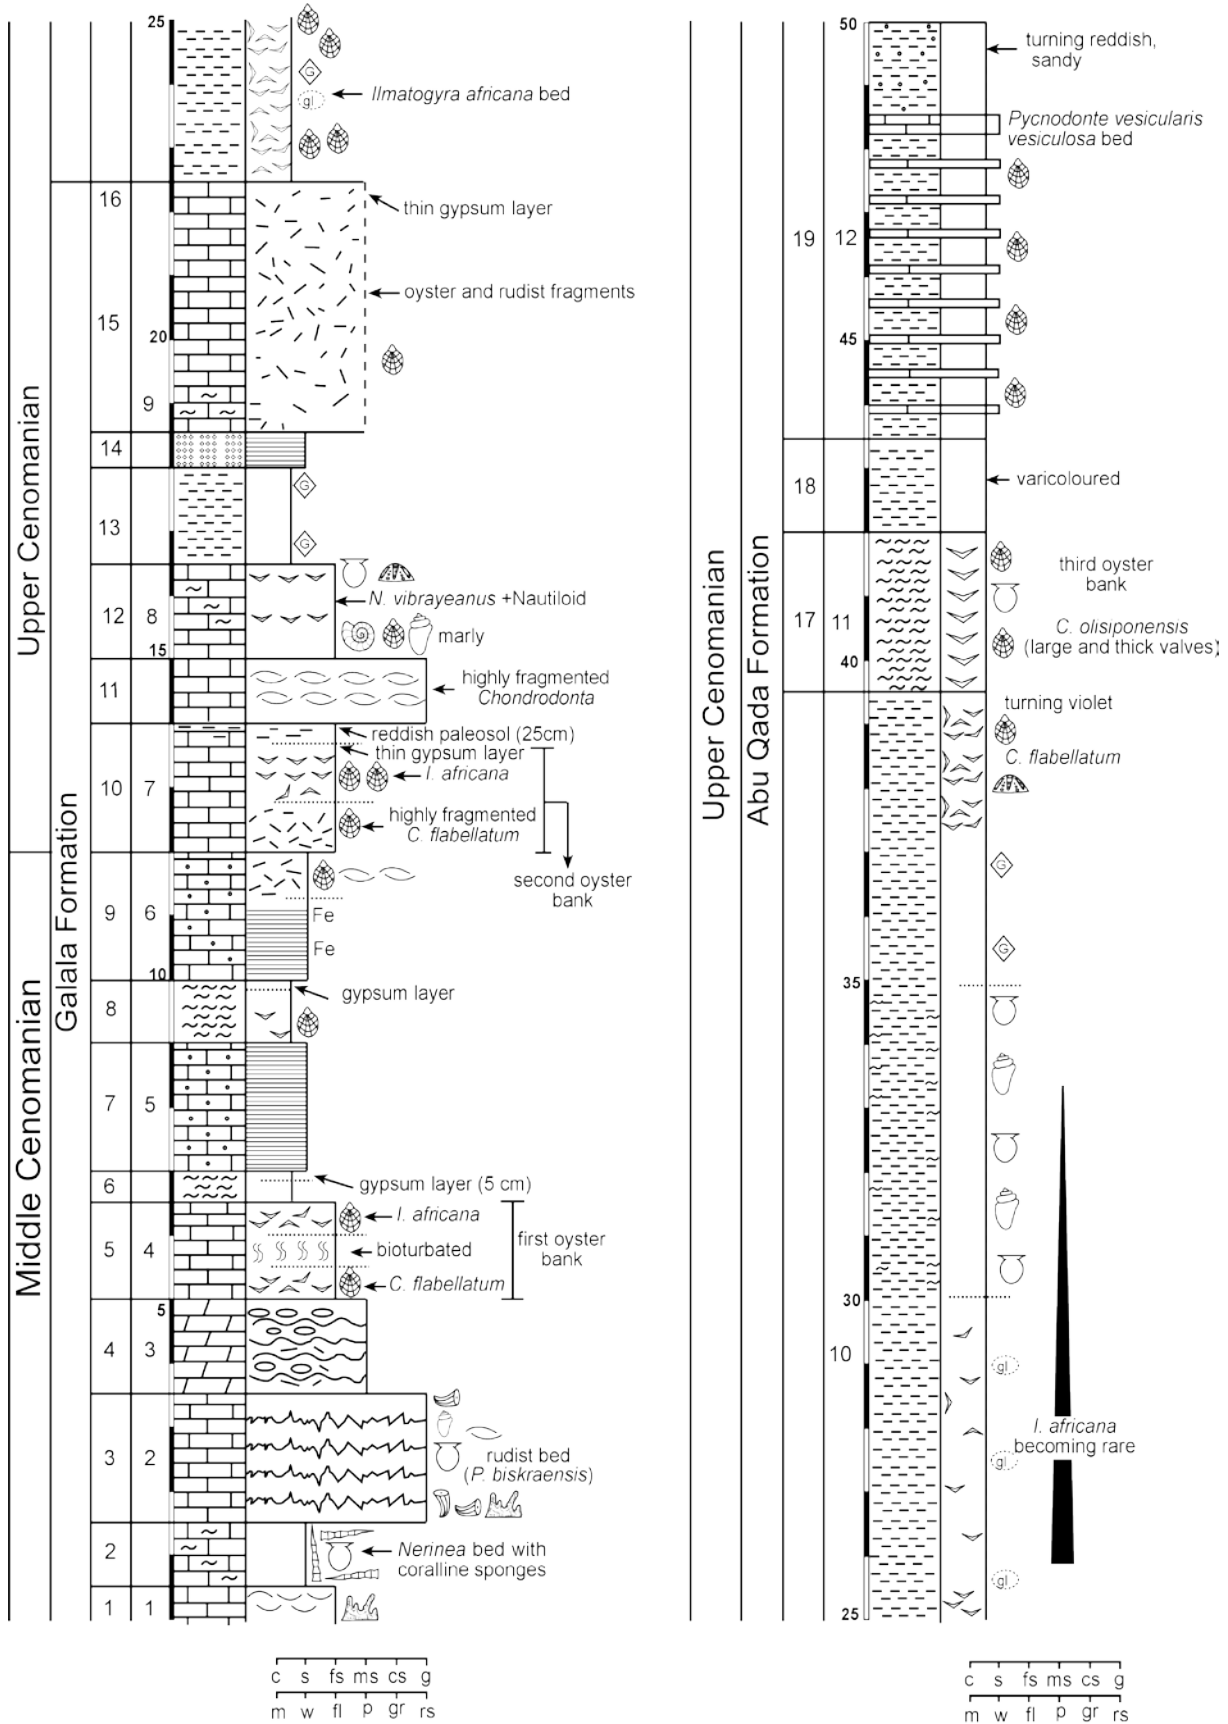 Upper Cenomanian
Middle Cenomanian
Galala Formation
25
G
gl
Ilmatogyra africana bed
16
thin gypsum layer
15
20
oyster and rudist fragments
9
14
13
G
G
12
8
15
N. vibrayeanus +Nautiloid
marly
11
highly fragmented
Chondrodonta
reddish paleosol (25cm)
thin gypsum layer
10
7
I. africana
highly fragmented
C. flabellatum
second oyster
bank
9
6
10
Fe
Fe
8
gypsum layer
7
5
6
gypsum layer (5 cm)
5
4
I. africana
bioturbated
C. flabellatum
first oyster
bank
5
4
3
3
2
rudist bed
(P. biskraensis)
2
Nerinea bed with
coralline sponges
1
1
c s fs ms cs g
m w fl p gr rs
Upper Cenomanian
Abu Qada Formation
50
turning reddish,
sandy
Pycnodonte vesicularis
vesiculosa bed
19
12
45
18
varicoloured
17
11
40
third oyster
bank
C. olisiponensis
(large and thick valves)
turning violet
C. flabellatum
G
G
35
30
10
gl
I. africana
becoming rare
gl
gl
25
c s fs ms cs g
m w fl p gr rs